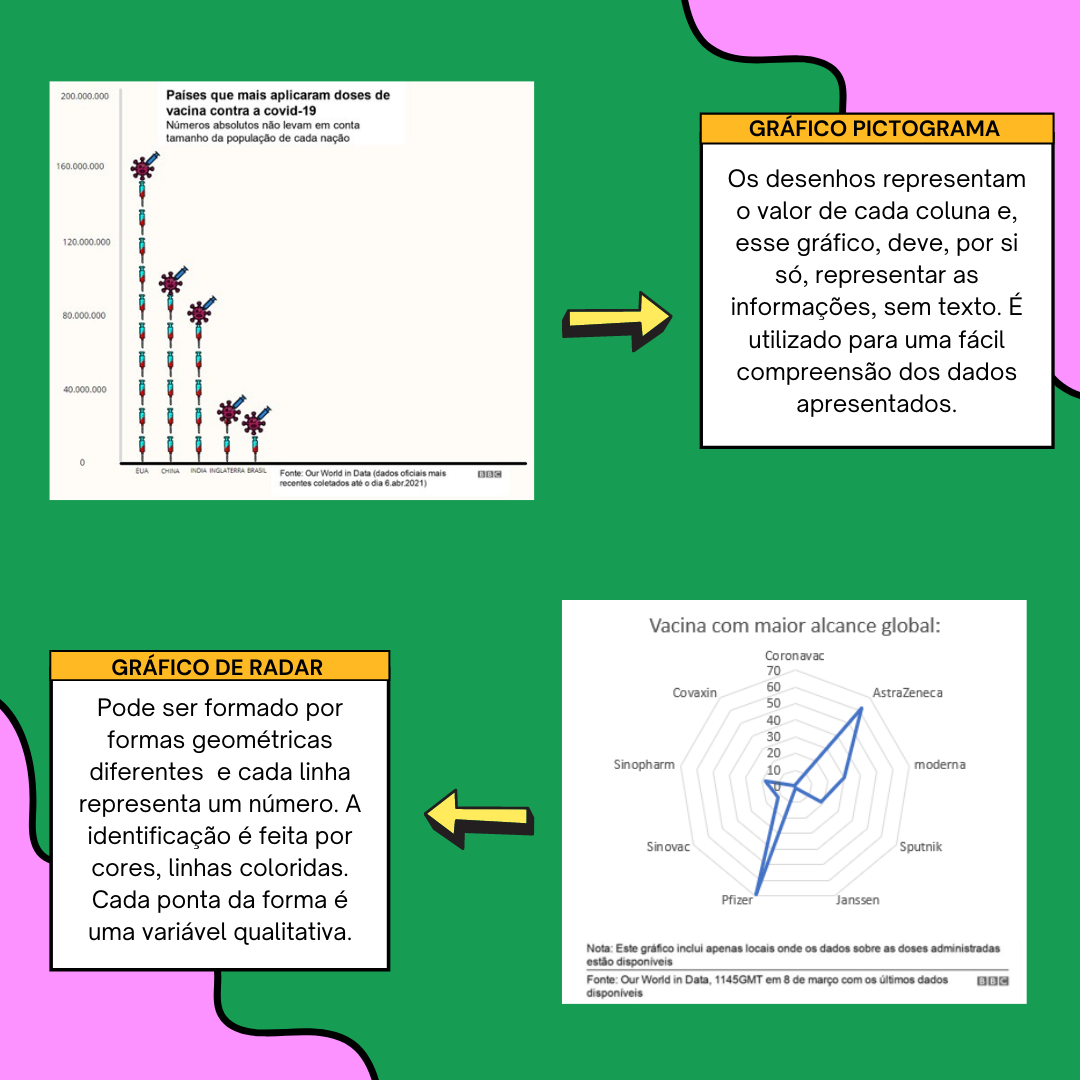 200.000.000
Países que mais aplicaram doses de
vacina contra a covid-19
Números absolutos não levam em conta
tamanho da população de cada nação
160.000.000
120.000.000
80.000.000
40.000.000
0
EUA CHINA INDIA INGLATERRA BRASIL
Fonte: Our World in Data (dados oficiais mais
recentes coletados até o dia 6.abr.2021)
BBC
GRÁFICO PICTOGRAMA
Os desenhos representam
o valor de cada coluna e,
esse gráfico, deve, por si
só, representar as
informações, sem texto. É
utilizado para uma fácil
compreensão dos dados
apresentados.
GRÁFICO DE RADAR
Pode ser formado por
formas geométricas
diferentes  e cada linha
representa um número. A
identificação é feita por
cores, linhas coloridas.
Cada ponta da forma é
uma variável qualitativa.
Vacina com maior alcance global:
Coronavac
70
60
50
40
30
20
10
0
AstraZeneca
moderna
Sputnik
Janssen
Pfizer
Sinovac
Sinopharm
Covaxin
Nota: Este gráfico inclui apenas locais onde os dados sobre as doses administradas
estão disponíveis
Fonte: Our World in Data, 1145GMT em 8 de março com os últimos dados
disponíveis
BBC